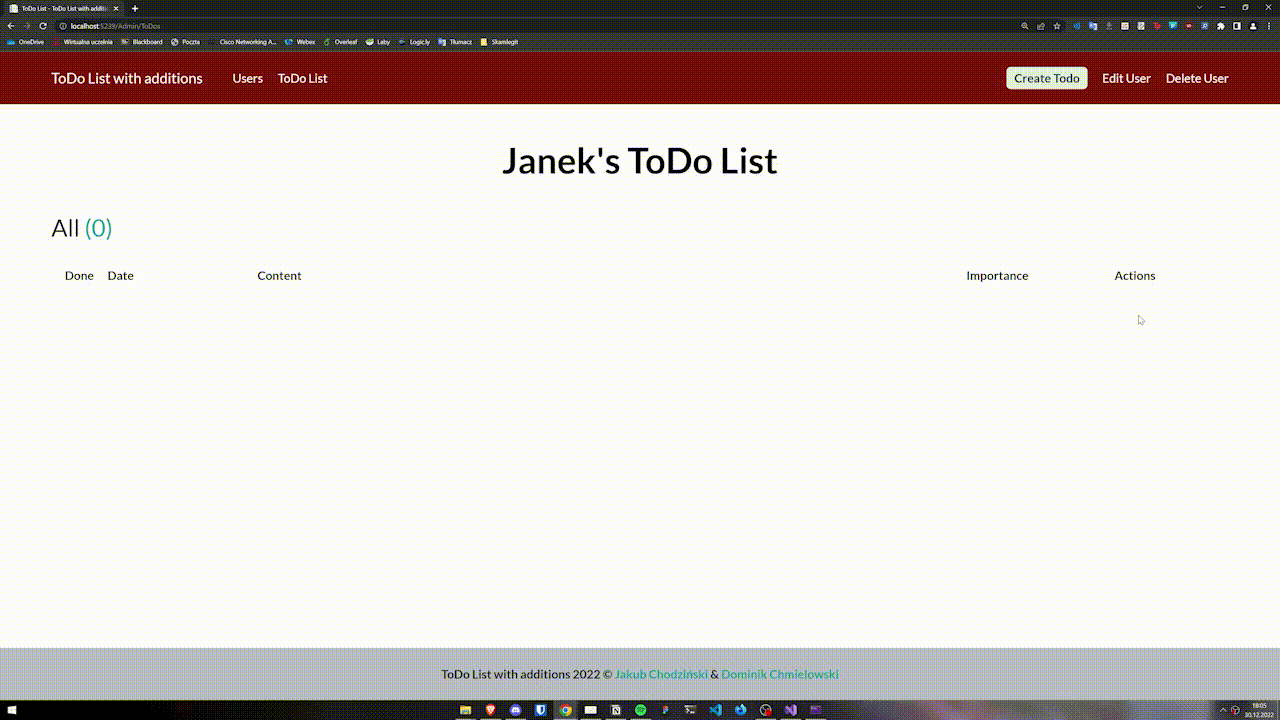 ToDo List - ToDo List with additi
localhost:5239/Admin/ToDos
OneDrive Wirtualna uczelnia Blackboard Poczta Cisco Networking A... Webex Overleaf Laby Logic.ly Tłumacz Stamlegit
ToDo List with additions Users ToDo List Create Todo Edit User Delete User
Janek's ToDo List
All (0)
Done Date Content Importance Actions
ToDo List with additions 2022 © Jakub Chodziński & Dominik Chmielowski
18:05
30.12.2022